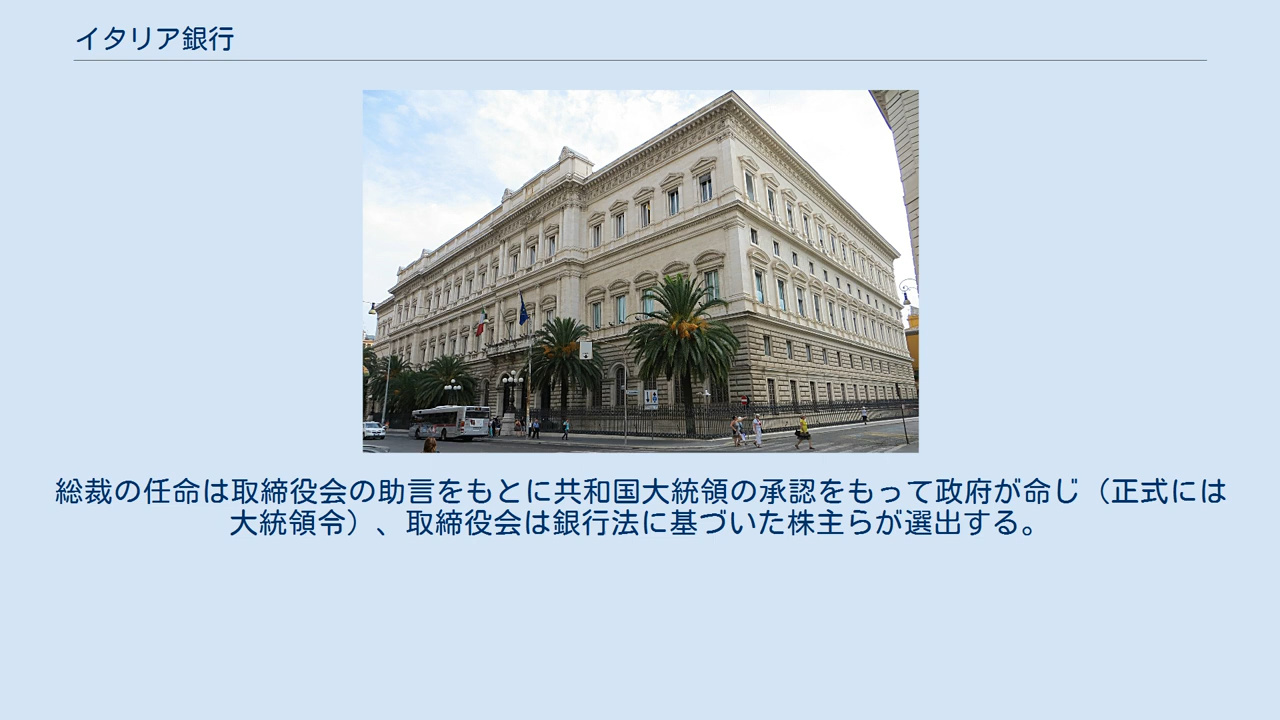 イタリア銀行
総裁の任命は取締役会の助言をもとに共和国大統領の承認をもって政府が命じ（正式には
大統領令）、取締役会は銀行法に基づいた株主らが選出する。